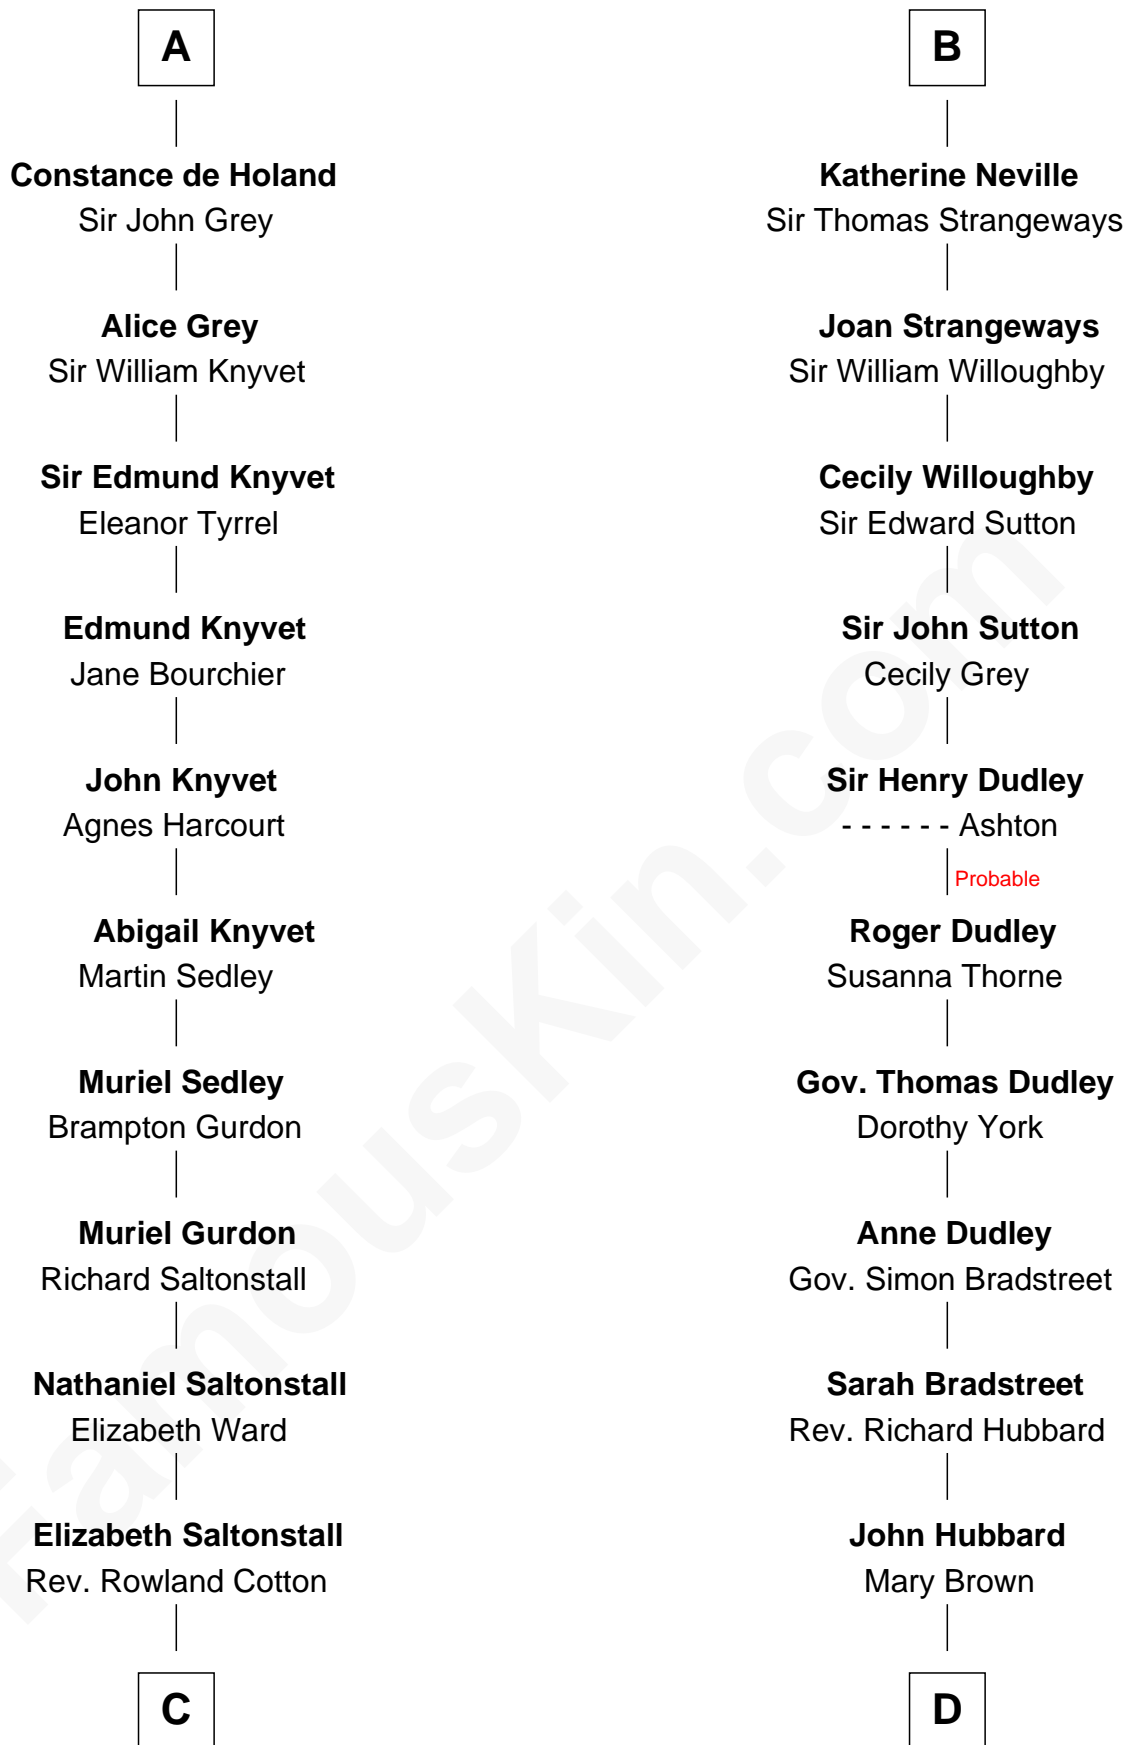 A
Constance de Holand
Sir John Grey
Alice Grey
Sir William Knyvet
Sir Edmund Knyvet
Eleanor Tyrrel
Edmund Knyvet
Jane Bourchier
John Knyvet
Agnes Harcourt
Abigail Knyvet
Martin Sedley
Muriel Sedley
Brampton Gurdon
Muriel Gurdon
Richard Saltonstall
Nathaniel Saltonstall
Elizabeth Ward
Elizabeth Saltonstall
Rev. Rowland Cotton
C
B
Katherine Neville
Sir Thomas Strangeways
Joan Strangeways
Sir William Willoughby
Cecily Willoughby
Sir Edward Sutton
Sir John Sutton
Cecily Grey
Sir Henry Dudley
- - - - - - Ashton
Probable
Roger Dudley
Susanna Thorne
Gov. Thomas Dudley
Dorothy York
Anne Dudley
Gov. Simon Bradstreet
Sarah Bradstreet
Rev. Richard Hubbard
John Hubbard
Mary Brown
D
FamousKin.com